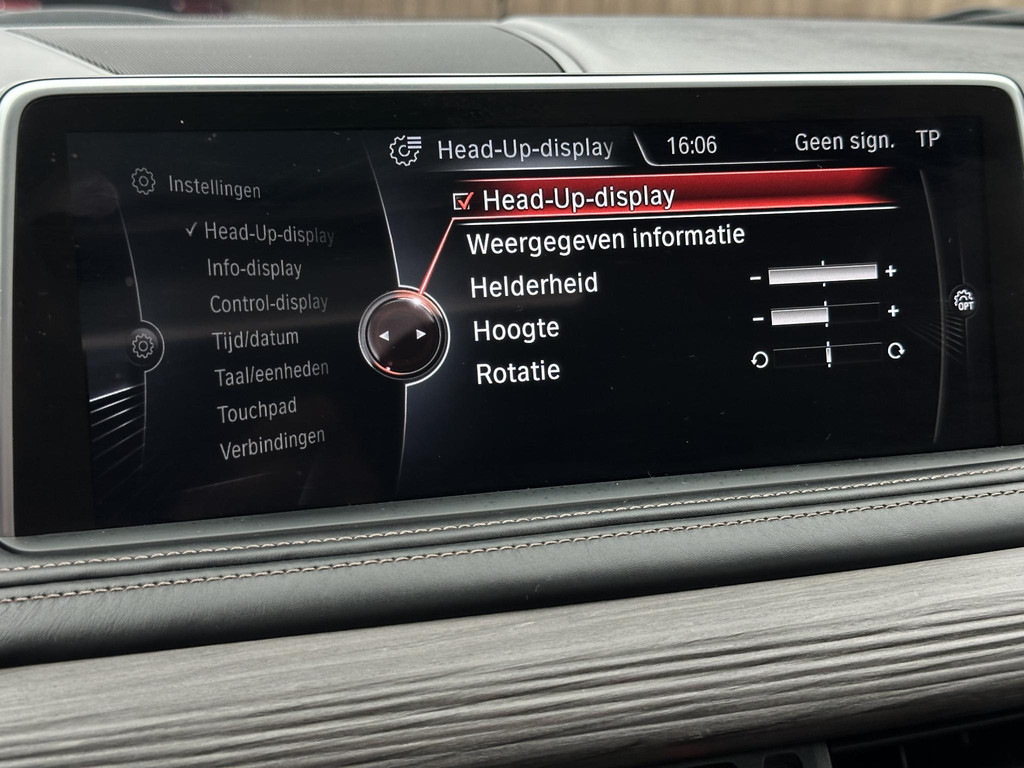 Head-Up-display 16:06 Geen sign. TP
Instellingen
Head-Up-display
Info-display
Control-display
Tijd/datum
Taal/eenheden
Touchpad
Verbindingen
Head-Up-display
Weergegeven informatie
Helderheid - +
Hoogte - +
Rotatie
OPT